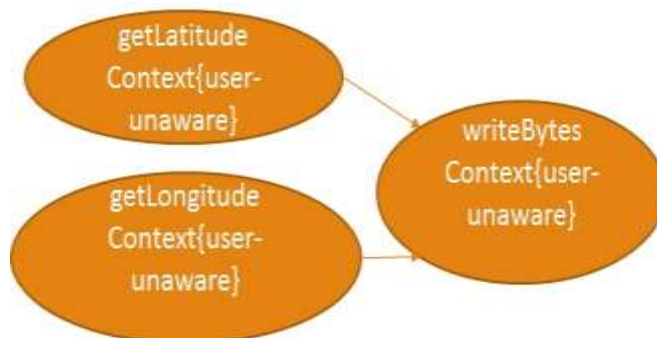 getLatitude
Context{user-
unaware}
getLongitude
Context{user-
unaware}
writeBytes
Context{user-
unaware}